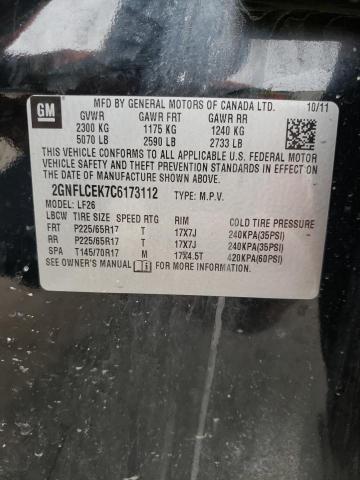 GM
MFD BY GENERAL MOTORS OF CANADA LTD. 10/11
GVWR GAWR FRT GAWR RR
2300 KG 1175 KG 1240 KG
5070 LB 2590 LB 2733 LB
THIS VEHICLE CONFORMS TO ALL APPLICABLE U.S. FEDERAL MOTOR
VEHICLE SAFETY AND THEFT PREVENTION STANDARDS IN EFFECT ON
THE DATE OF MANUFACTURE SHOWN ABOVE.
2GNFLCEK7C6173112 TYPE: M.P.V.
MODEL: LF26
LBCW TIRE SIZE SPEED RTG RIM COLD TIRE PRESSURE
FRT P225/65R17 T 17X7J 240KPA(35PSI)
RR P225/65R17 T 17X7J 240KPA(35PSI)
SPA T145/70R17 M 17X4.5T 420KPA(60PSI)
SEE OWNER'S MANUAL FOR MORE INFORMATION.